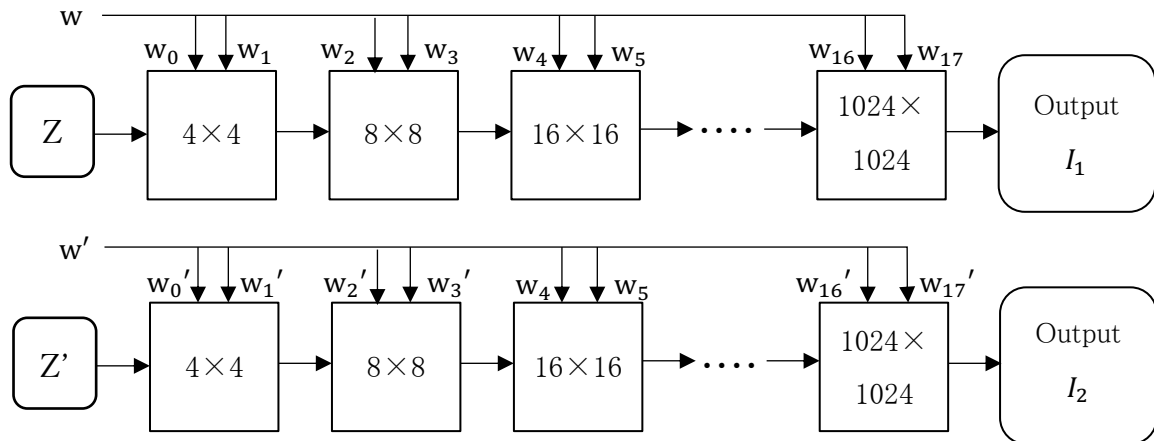 w
w₀ w₁ w₂ w₃ w₄ w₅ w₁₆ w₁₇
Z 4×4 8×8 16×16 .... 1024× Output
1024 I₁
w′
w₀′ w₁′ w₂′ w₃′ w₄ w₅ w₁₆′ w₁₇′
Z' 4×4 8×8 16×16 .... 1024× Output
1024 I₂